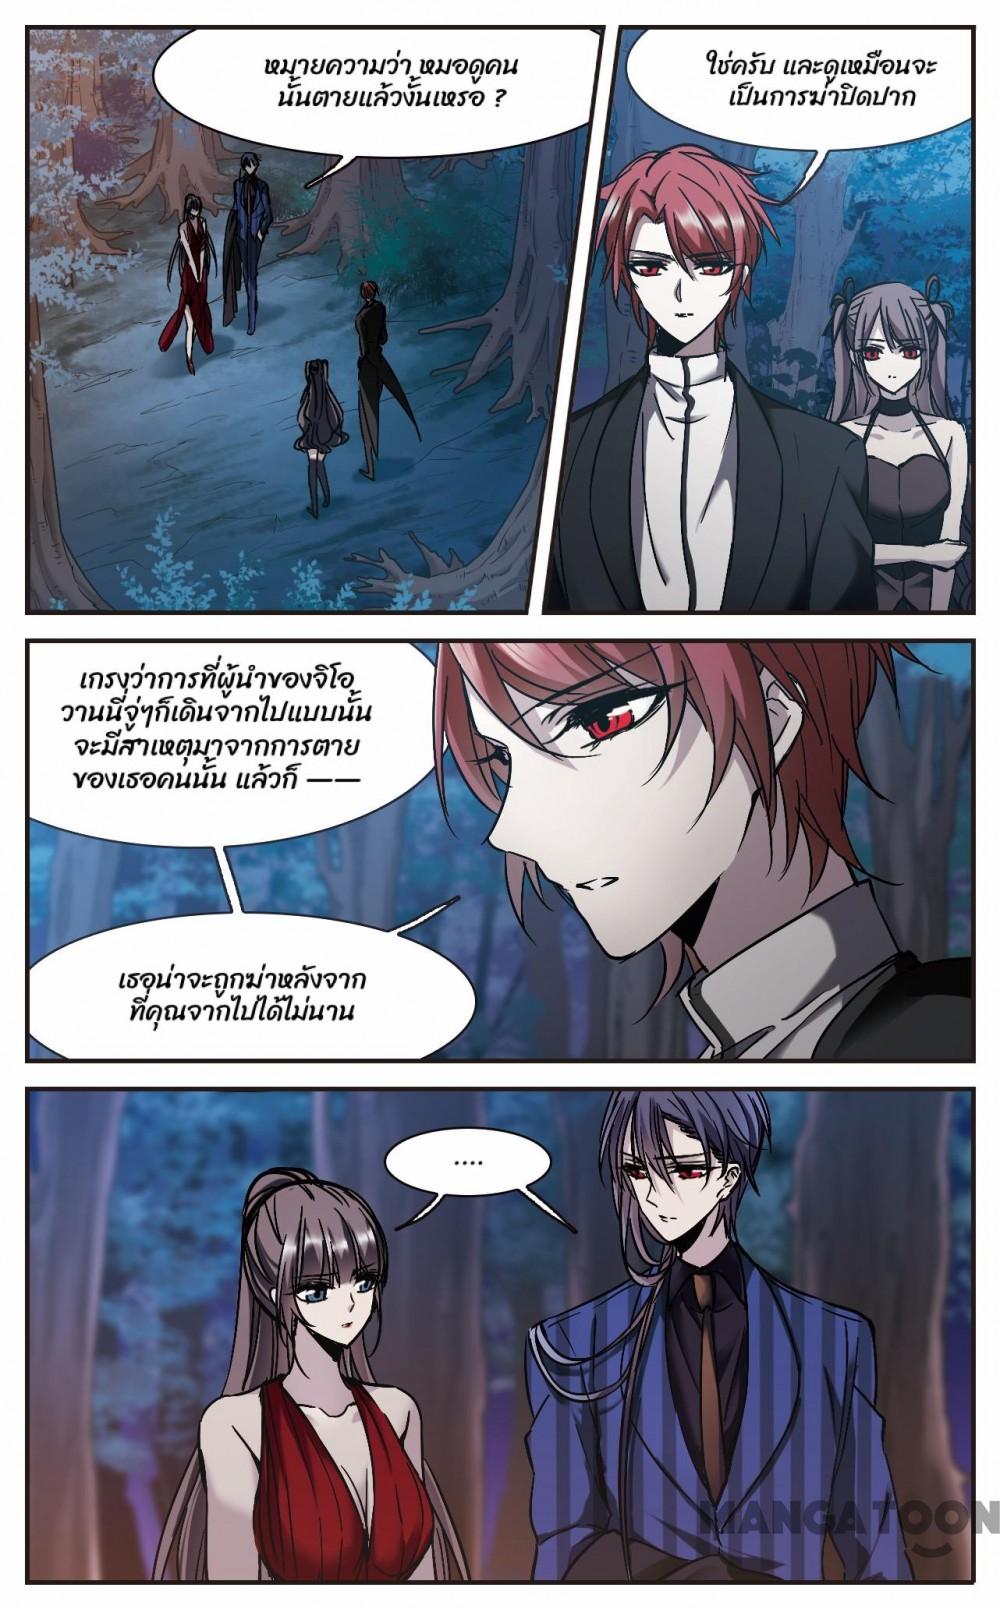 หมายความว่า หมอดูคน
นั้นตายแล้วงั้นเหรอ ?
ใช่ครับ และดูเหมือนจะ
เป็นการฆ่าปิดปาก
เกรงว่าการที่ผู้นำของจิโอ
วานนี่จู่ๆก็เดินจากไปแบบนั้น
จะมีสาเหตุมาจากการตาย
ของเธอคนนั้น แล้วก็ ——
เธอน่าจะถูกฆ่าหลังจาก
ที่คุณจากไปได้ไม่นาน
....
MANGATOON